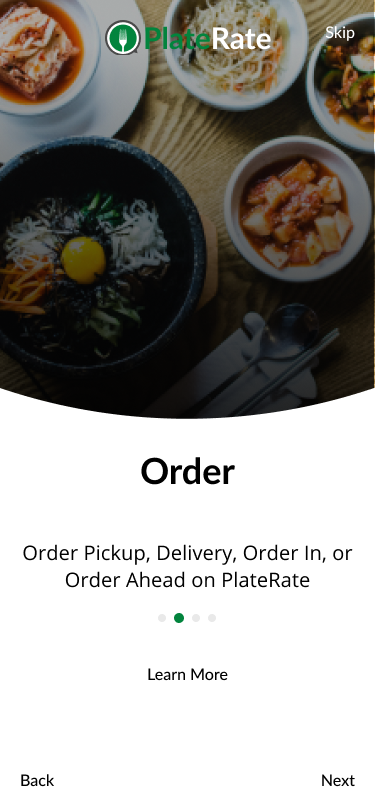 PlateRate
Skip
Order
Order Pickup, Delivery, Order In, or
Order Ahead on PlateRate
Learn More
Back
Next